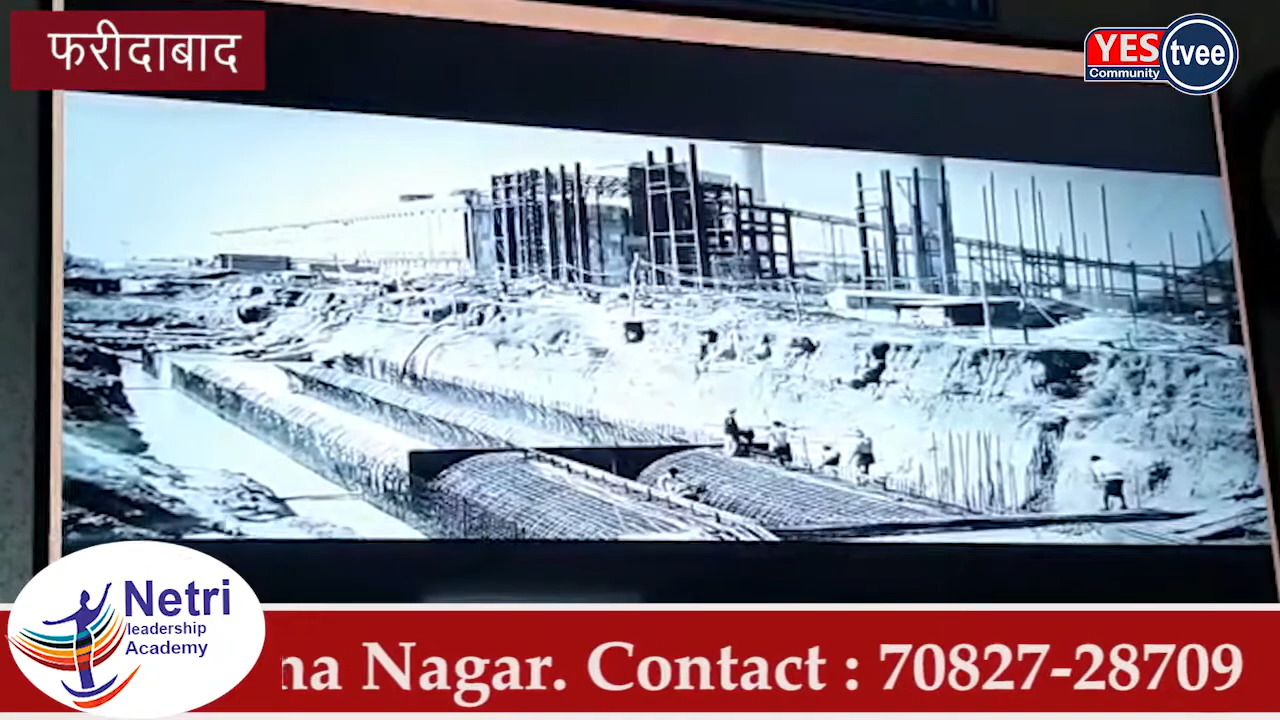 फरीदाबाद
YES
Community
tvee
Netri
leadership
Academy
na Nagar. Contact : 70827-28709